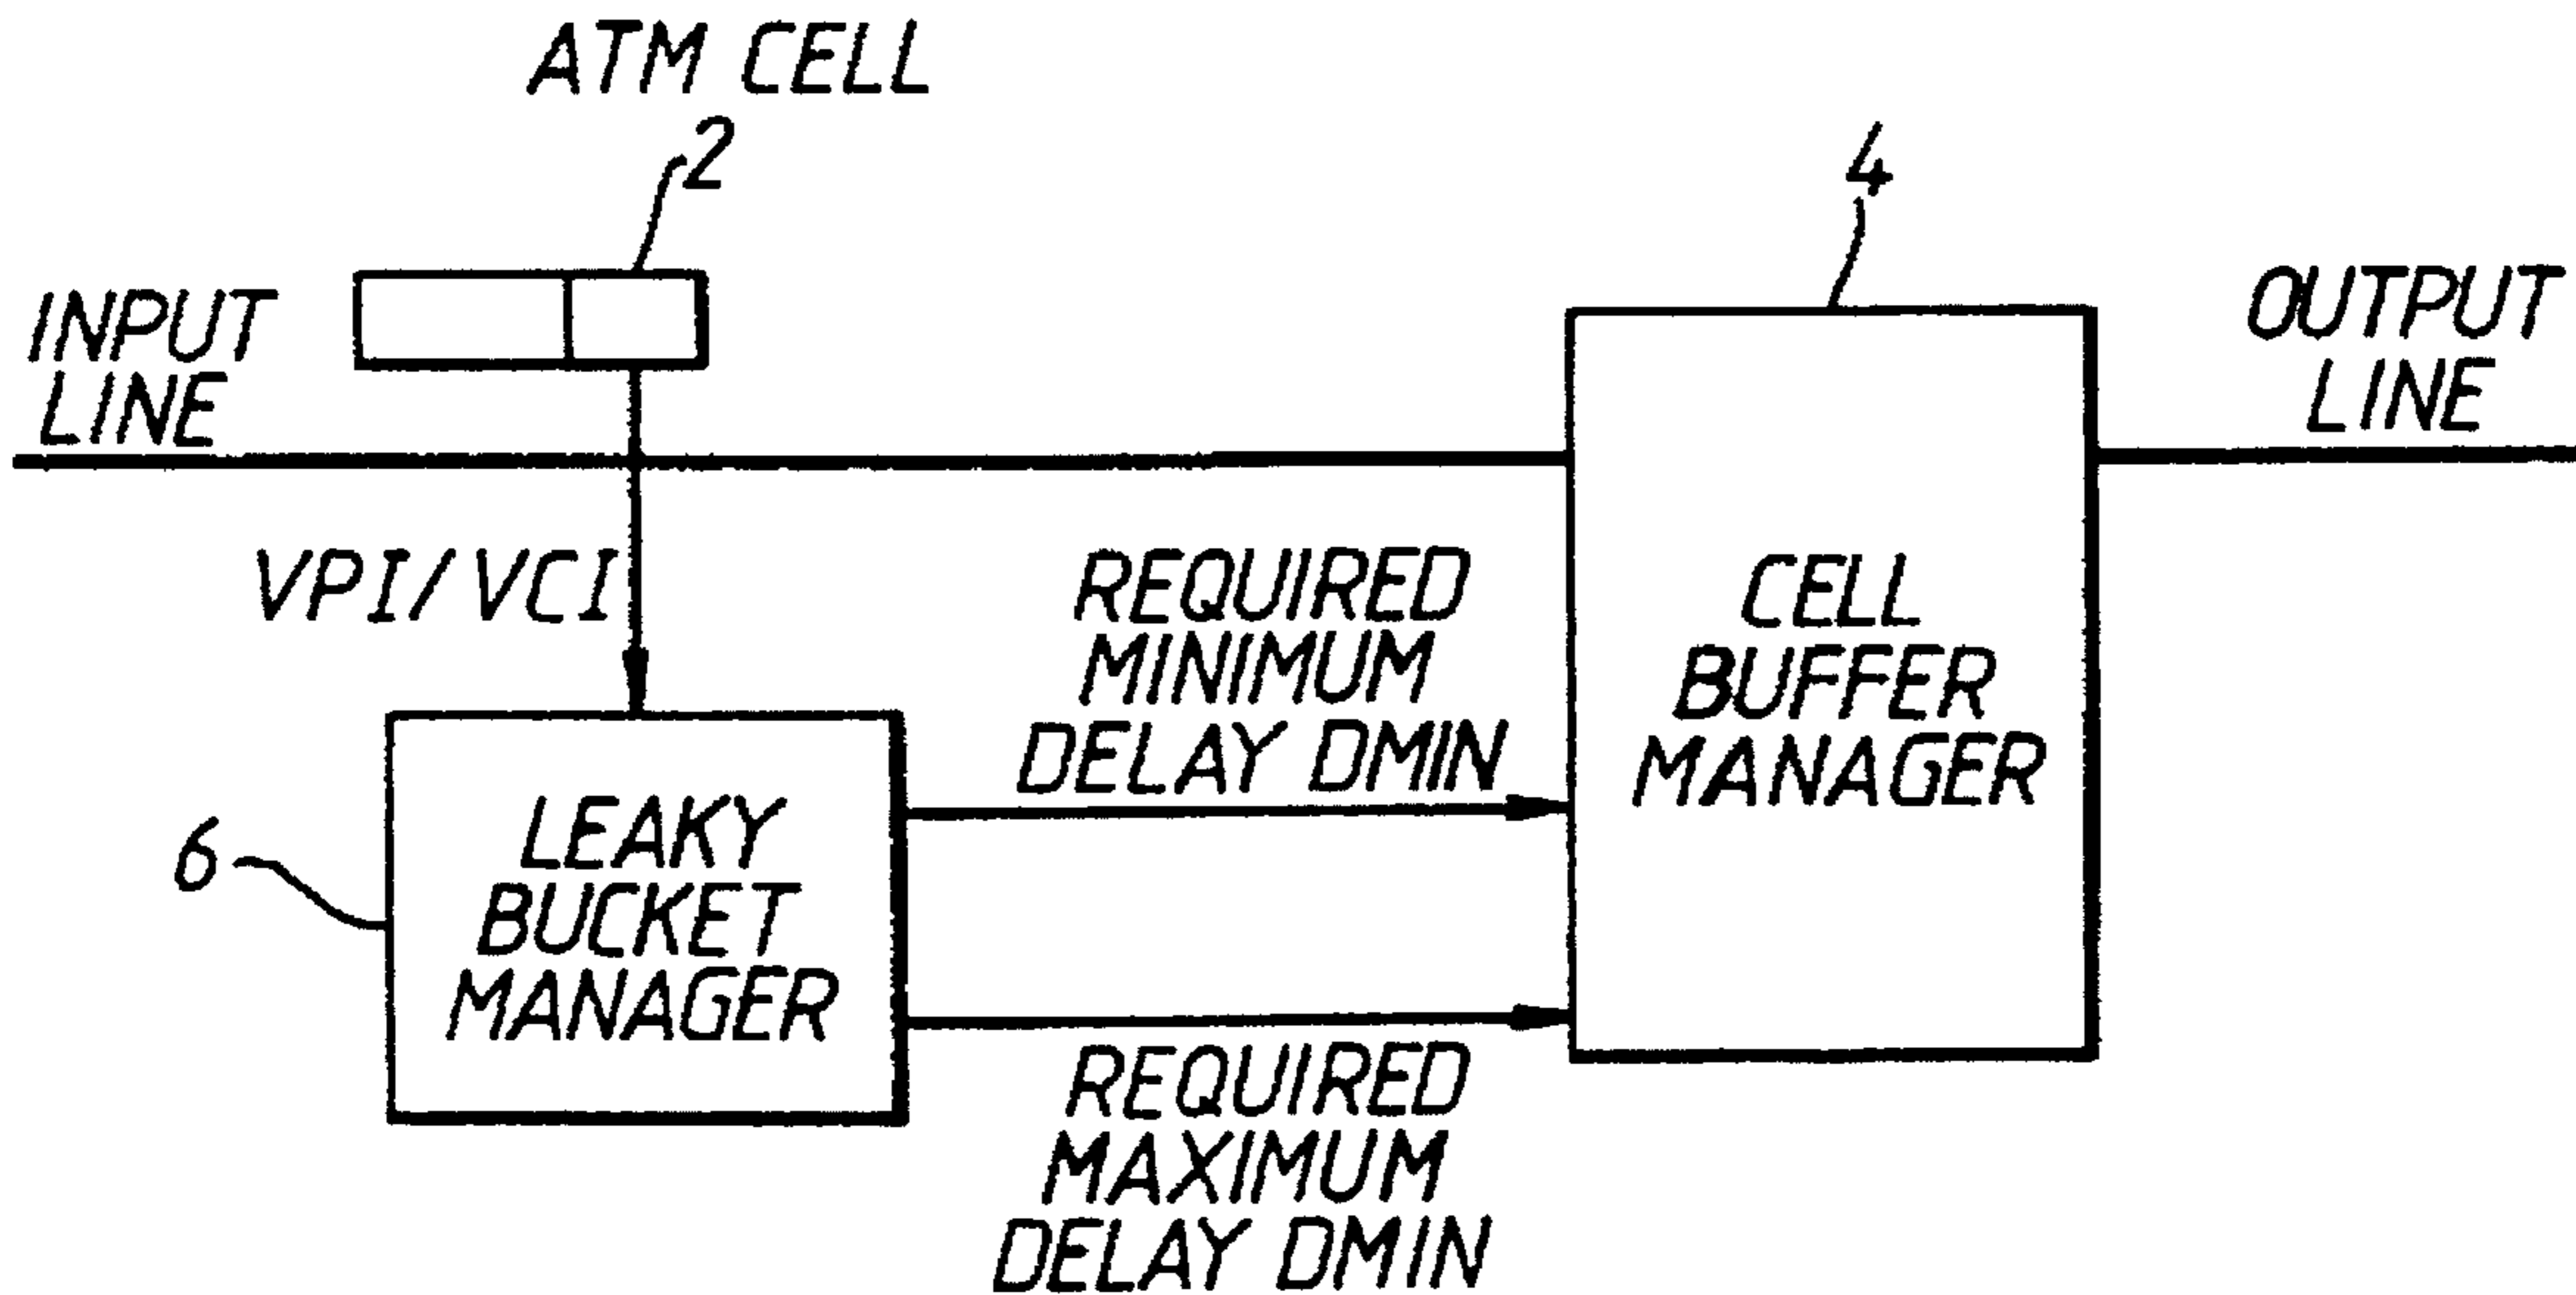 ATM CELL
2
4
INPUT
LINE
OUTPUT
LINE
VPI/VCI
REQUIRED
MINIMUM
DELAY DMIN
CELL
BUFFER
MANAGER
6
LEAKY
BUCKET
MANAGER
REQUIRED
MAXIMUM
DELAY DMIN